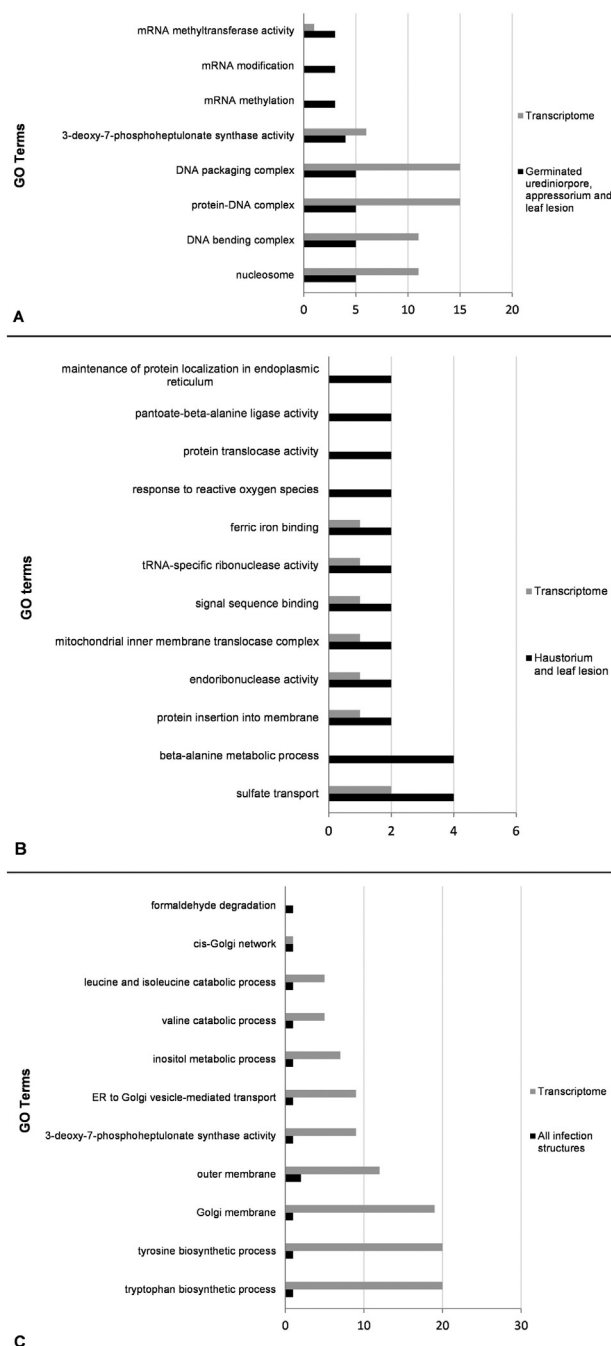 mRNA methyltransferase activity
mRNA modification
mRNA methylation
3-deoxy-7-phosphoheptulonate synthase activity
DNA packaging complex
protein-DNA complex
DNA bending complex
nucleosome
GO Terms
Transcriptome
Germinated
urediniorpore,
appressorium and
leaf lesion
0 5 10 15 20
A
maintenance of protein localization in endoplasmic
reticulum
pantoate-beta-alanine ligase activity
protein translocase activity
response to reactive oxygen species
ferric iron binding
tRNA-specific ribonuclease activity
signal sequence binding
mitochondrial inner membrane translocase complex
endoribonuclease activity
protein insertion into membrane
beta-alanine metabolic process
sulfate transport
GO terms
Transcriptome
Haustorium
and leaf lesion
0 2 4 6
B
formaldehyde degradation
cis-Golgi network
leucine and isoleucine catabolic process
valine catabolic process
inositol metabolic process
ER to Golgi vesicle-mediated transport
3-deoxy-7-phosphoheptulonate synthase activity
outer membrane
Golgi membrane
tyrosine biosynthetic process
tryptophan biosynthetic process
GO Terms
Transcriptome
All infection
structures
0 10 20 30
C